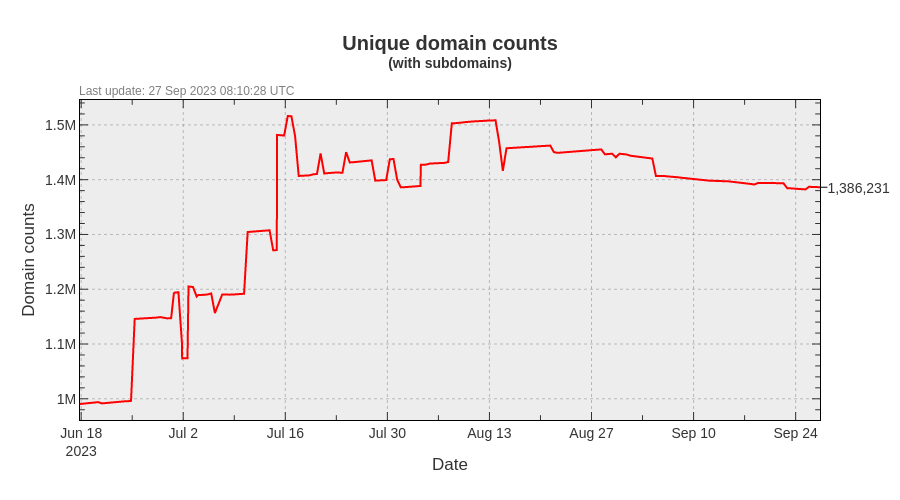 Unique domain counts
(with subdomains)
Last update: 27 Sep 2023 08:10:28 UTC
1.5M
1.4M
1.3M
1.2M
1.1M
1M
Domain counts
1,386,231
Jun 18
2023
Jul 2
Jul 16
Jul 30
Aug 13
Aug 27
Sep 10
Sep 24
Date